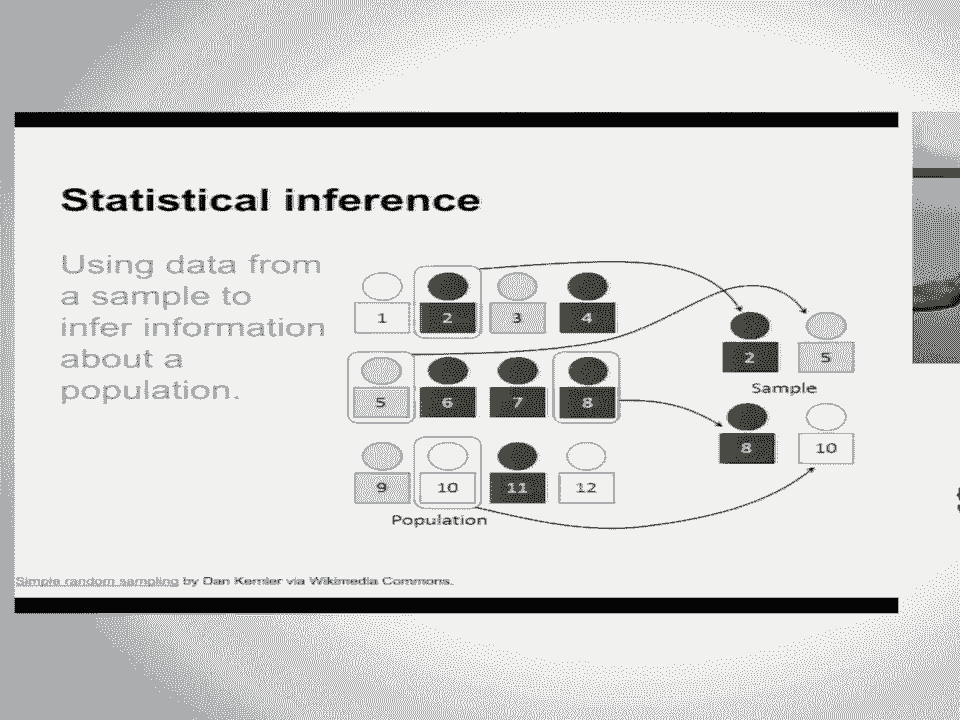 Statistical inference
Using data from
a sample to
infer information
about a
population.
1 2 3 4
5 6 7 8
9 10 11 12
Population
2 5
Sample
8 10
Simple random sampling by Dan Kernler via Wikimedia Commons.